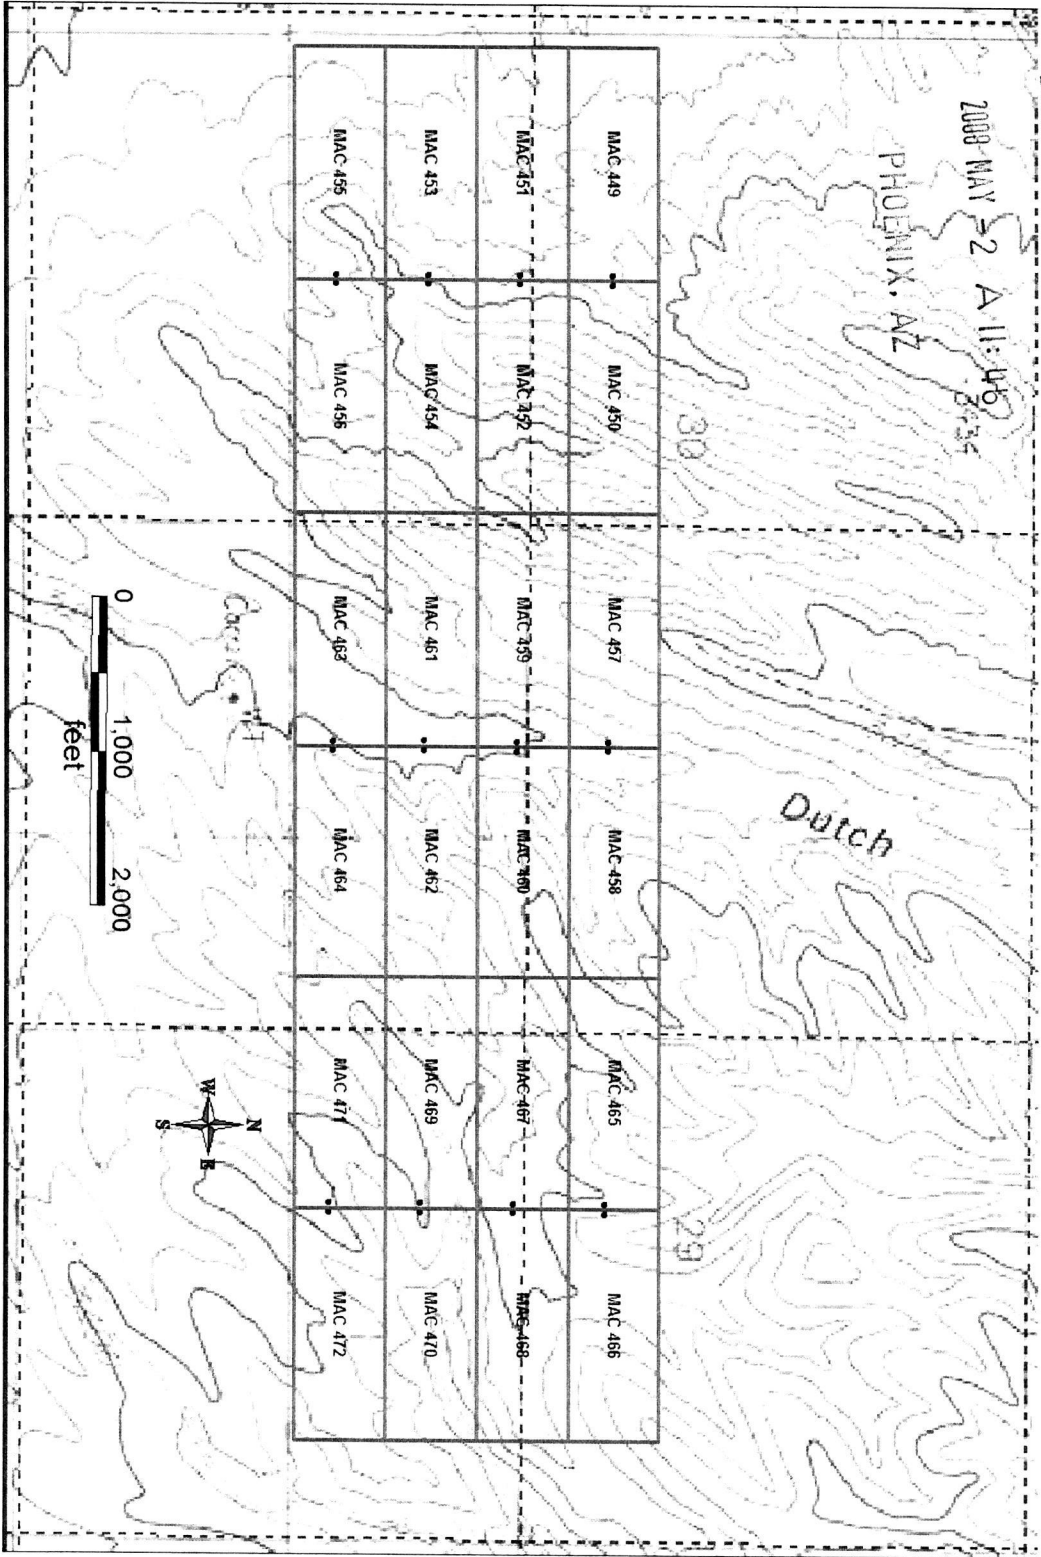 2008 MAY -2 A 11:46
PHOENIX, AZ
3434
30
Dutch
29
MAC 449
MAC 450
MAC 457
MAC 458
MAC 465
MAC 466
MAC 451
MAC 452
MAC 459
MAC 460
MAC 467
MAC 468
MAC 453
MAC 454
MAC 461
MAC 462
MAC 469
MAC 470
MAC 455
MAC 456
MAC 463
MAC 464
MAC 471
MAC 472
N
W
E
S
0
1,000
2,000
feet